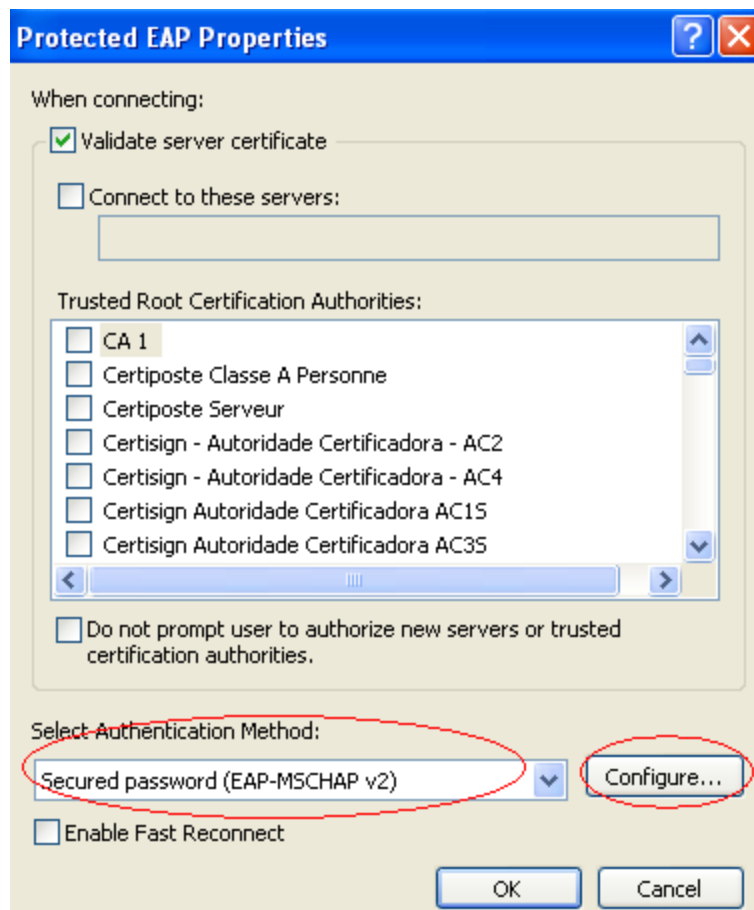 Protected EAP Properties
When connecting:
Validate server certificate
Connect to these servers:
Trusted Root Certification Authorities:
CA 1
Certiposte Classe A Personne
Certiposte Serveur
Certisign - Autoridade Certificadora - AC2
Certisign - Autoridade Certificadora - AC4
Certisign Autoridade Certificadora AC1S
Certisign Autoridade Certificadora AC3S
Do not prompt user to authorize new servers or trusted
certification authorities.
Select Authentication Method:
Secured password (EAP-MSCHAP v2)
Configure...
Enable Fast Reconnect
OK
Cancel